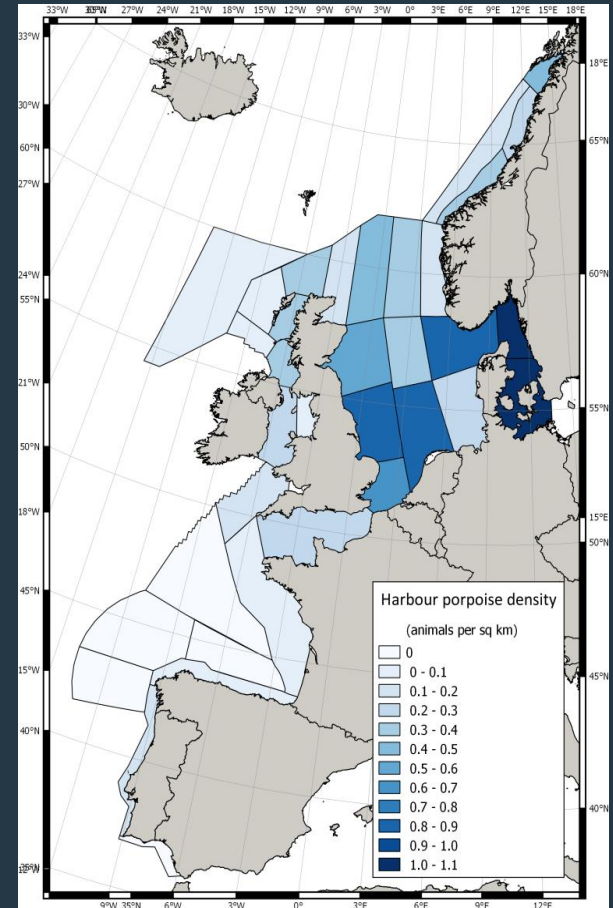 33°W 18°W 15°W 12°W 9°W 6°W 3°W 0° 3°E 6°E 9°E 12°E 15°E 18°E
33°W
30°W
60°N
27°W
24°W
55°N
21°W
50°N
18°W
45°N
15°W
40°N
18°E
65°N
60°N
55°N
15°E
50°N
45°N
40°N
Harbour porpoise density
(animals per sq km)
0
0 - 0.1
0.1 - 0.2
0.2 - 0.3
0.3 - 0.4
0.4 - 0.5
0.5 - 0.6
0.6 - 0.7
0.7 - 0.8
0.8 - 0.9
0.9 - 1.0
1.0 - 1.1
9°W 35°N 6°W 3°W 0° 3°E 6°E 9°E 12°E